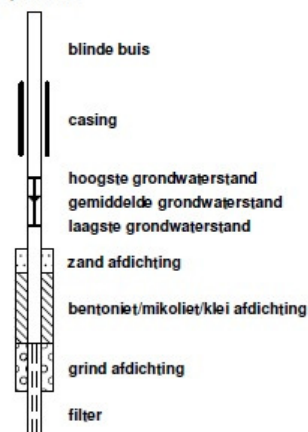 blinde buis
casing
hoogste grondwaterstand
gemiddelde grondwaterstand
laagste grondwaterstand
zand afdichting
bentoniet/mikoliet/klei afdichting
grind afdichting
filter